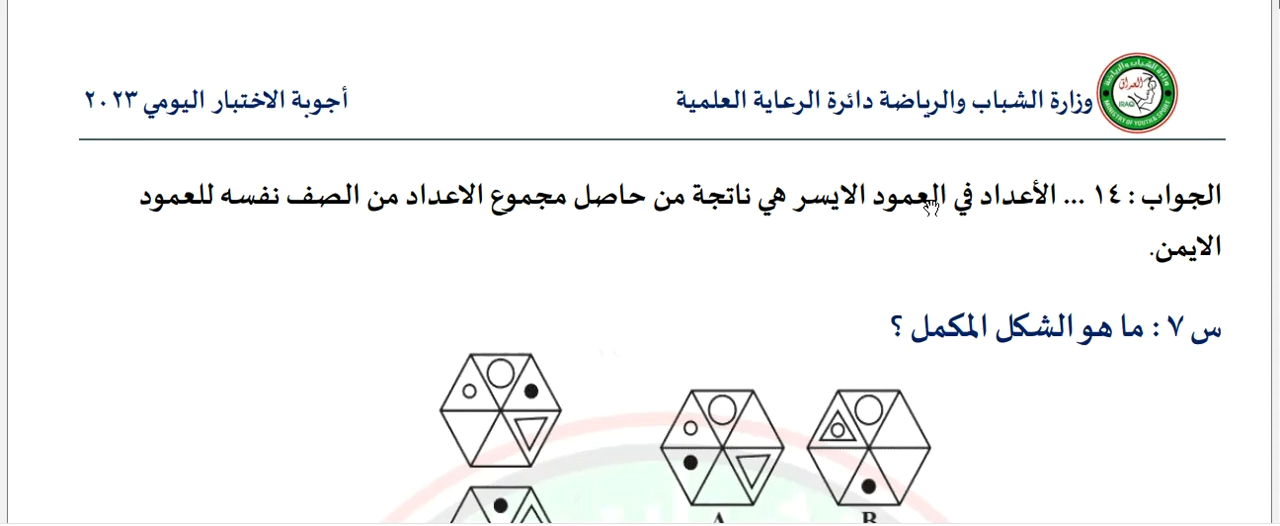 وزارة الشباب والرياضة دائرة الرعاية العلمية
أجوبة الاختبار اليومي ٢٠٢٣
الجواب : ١٤ ... الأعداد في العمود الايسر هي ناتجة من حاصل مجموع الاعداد من الصف نفسه للعمود
الايمن.
س ٧ : ما هو الشكل المكمل ؟
A B